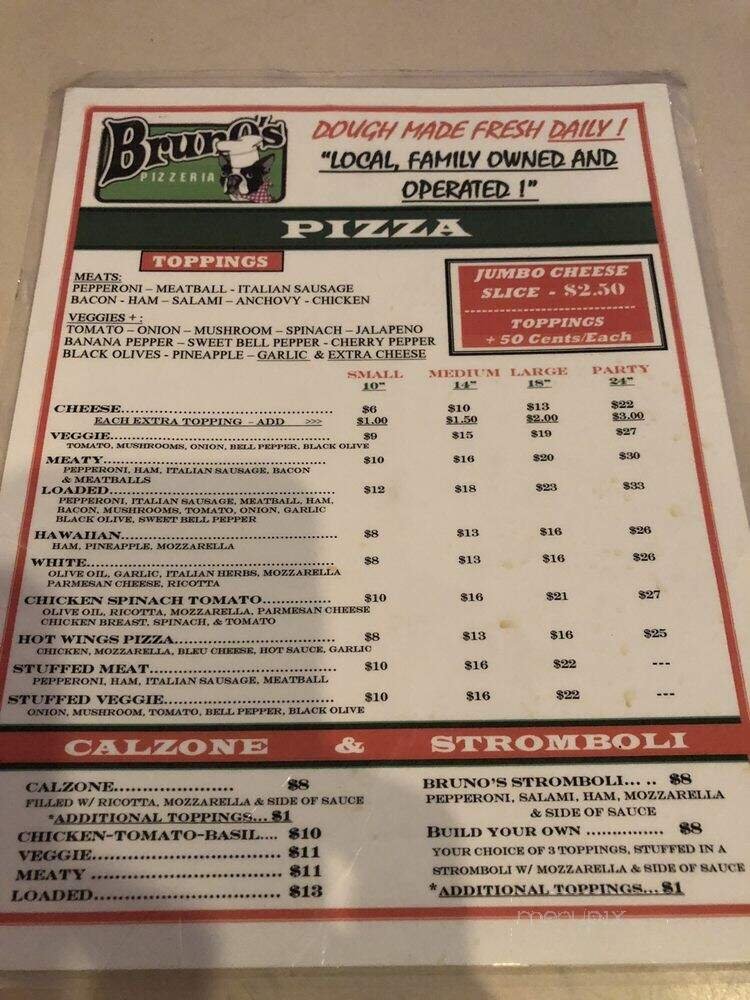 Bruno's
PIZZERIA
DOUGH MADE FRESH DAILY !
"LOCAL, FAMILY OWNED AND
OPERATED !"
PIZZA
TOPPINGS
MEATS:
PEPPERONI – MEATBALL - ITALIAN SAUSAGE
BACON - HAM – SALAMI – ANCHOVY - CHICKEN
VEGGIES + :
TOMATO – ONION – MUSHROOM – SPINACH – JALAPENO
BANANA PEPPER – SWEET BELL PEPPER - CHERRY PEPPER
BLACK OLIVES - PINEAPPLE – GARLIC & EXTRA CHEESE
JUMBO CHEESE
SLICE - $2.50
TOPPINGS
+ 50 Cents/Each
SMALL MEDIUM LARGE PARTY
10" 14" 18" 24"
CHEESE.................................... $6 $10 $13 $22
EACH EXTRA TOPPING – ADD >>> $1.00 $1.50 $2.00 $3.00
VEGGIE.................................... $9 $15 $19 $27
TOMATO, MUSHROOMS, ONION, BELL PEPPER, BLACK OLIVE
MEATY..................................... $10 $16 $20 $30
PEPPERONI, HAM, ITALIAN SAUSAGE, BACON
& MEATBALLS
LOADED.................................... $12 $18 $23 $33
PEPPERONI, ITALIAN SAUSAGE, MEATBALL, HAM,
BACON, MUSHROOMS, TOMATO, ONION, GARLIC
BLACK OLIVE, SWEET BELL PEPPER
HAWAIIAN.................................. $8 $13 $16 $26
HAM, PINEAPPLE, MOZZARELLA
WHITE..................................... $8 $13 $16 $26
OLIVE OIL, GARLIC, ITALIAN HERBS, MOZZARELLA
PARMESAN CHEESE, RICOTTA
CHICKEN SPINACH TOMATO.............. $10 $16 $21 $27
OLIVE OIL, RICOTTA, MOZZARELLA, PARMESAN CHEESE
CHICKEN BREAST, SPINACH, & TOMATO
HOT WINGS PIZZA........................... $8 $13 $16 $25
CHICKEN, MOZZARELLA, BLEU CHEESE, HOT SAUCE, GARLIC
STUFFED MEAT.............................. $10 $16 $22 ---
PEPPERONI, HAM, ITALIAN SAUSAGE, MEATBALL
STUFFED VEGGIE............................ $10 $16 $22 ---
ONION, MUSHROOM, TOMATO, BELL PEPPER, BLACK OLIVE
CALZONE & STROMBOLI
CALZONE..................... $8
FILLED W/ RICOTTA, MOZZARELLA & SIDE OF SAUCE
*ADDITIONAL TOPPINGS... $1
CHICKEN-TOMATO-BASIL.... $10
VEGGIE........................ $11
MEATY ........................ $11
LOADED........................ $13
BRUNO'S STROMBOLI... .. $8
PEPPERONI, SALAMI, HAM, MOZZARELLA
& SIDE OF SAUCE
BUILD YOUR OWN ............... $8
YOUR CHOICE OF 3 TOPPINGS, STUFFED IN A
STROMBOLI W/ MOZZARELLA & SIDE OF SAUCE
*ADDITIONAL TOPPINGS... $1
menupix